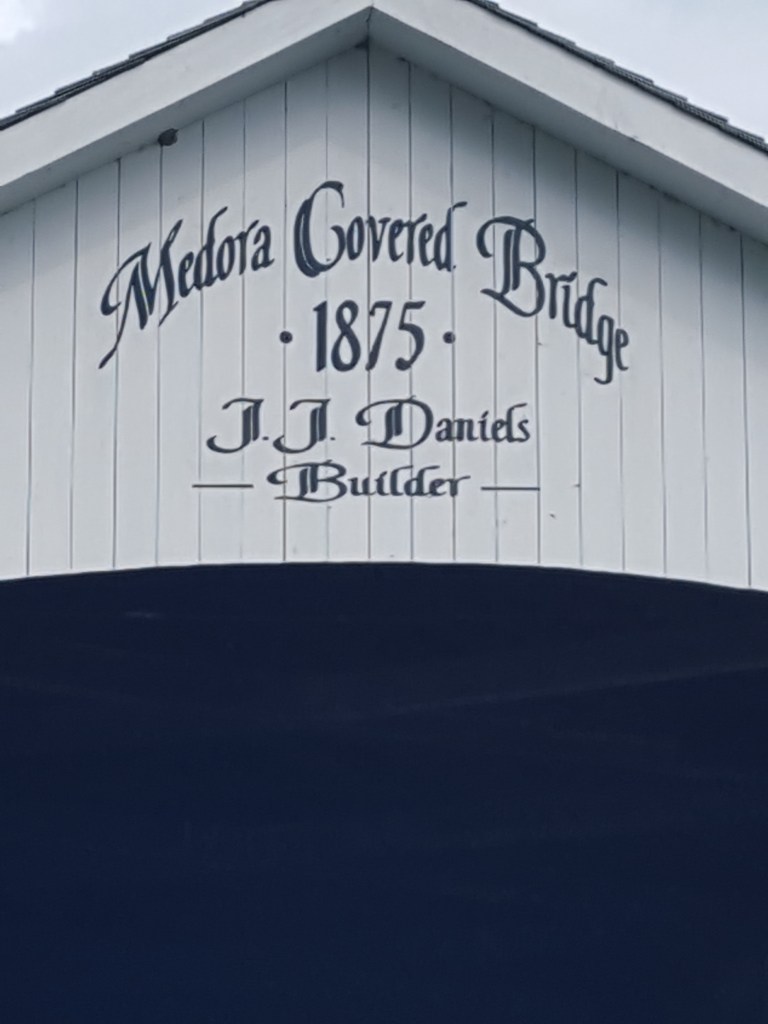 Medora Covered Bridge
· 1875 ·
J. J. Daniels
— Builder —